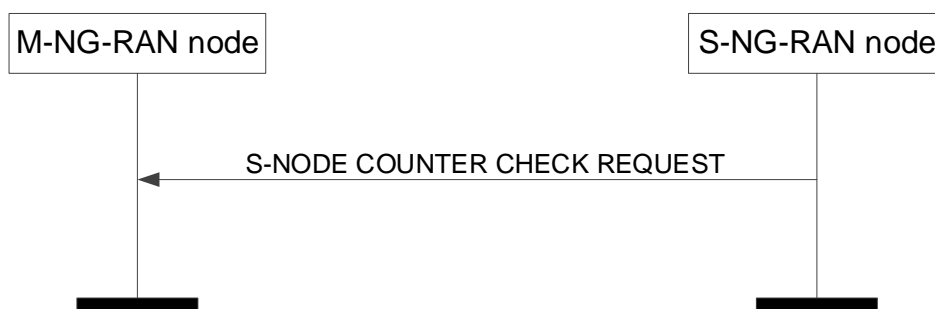 M-NG-RAN node
S-NG-RAN node
S-NODE COUNTER CHECK REQUEST